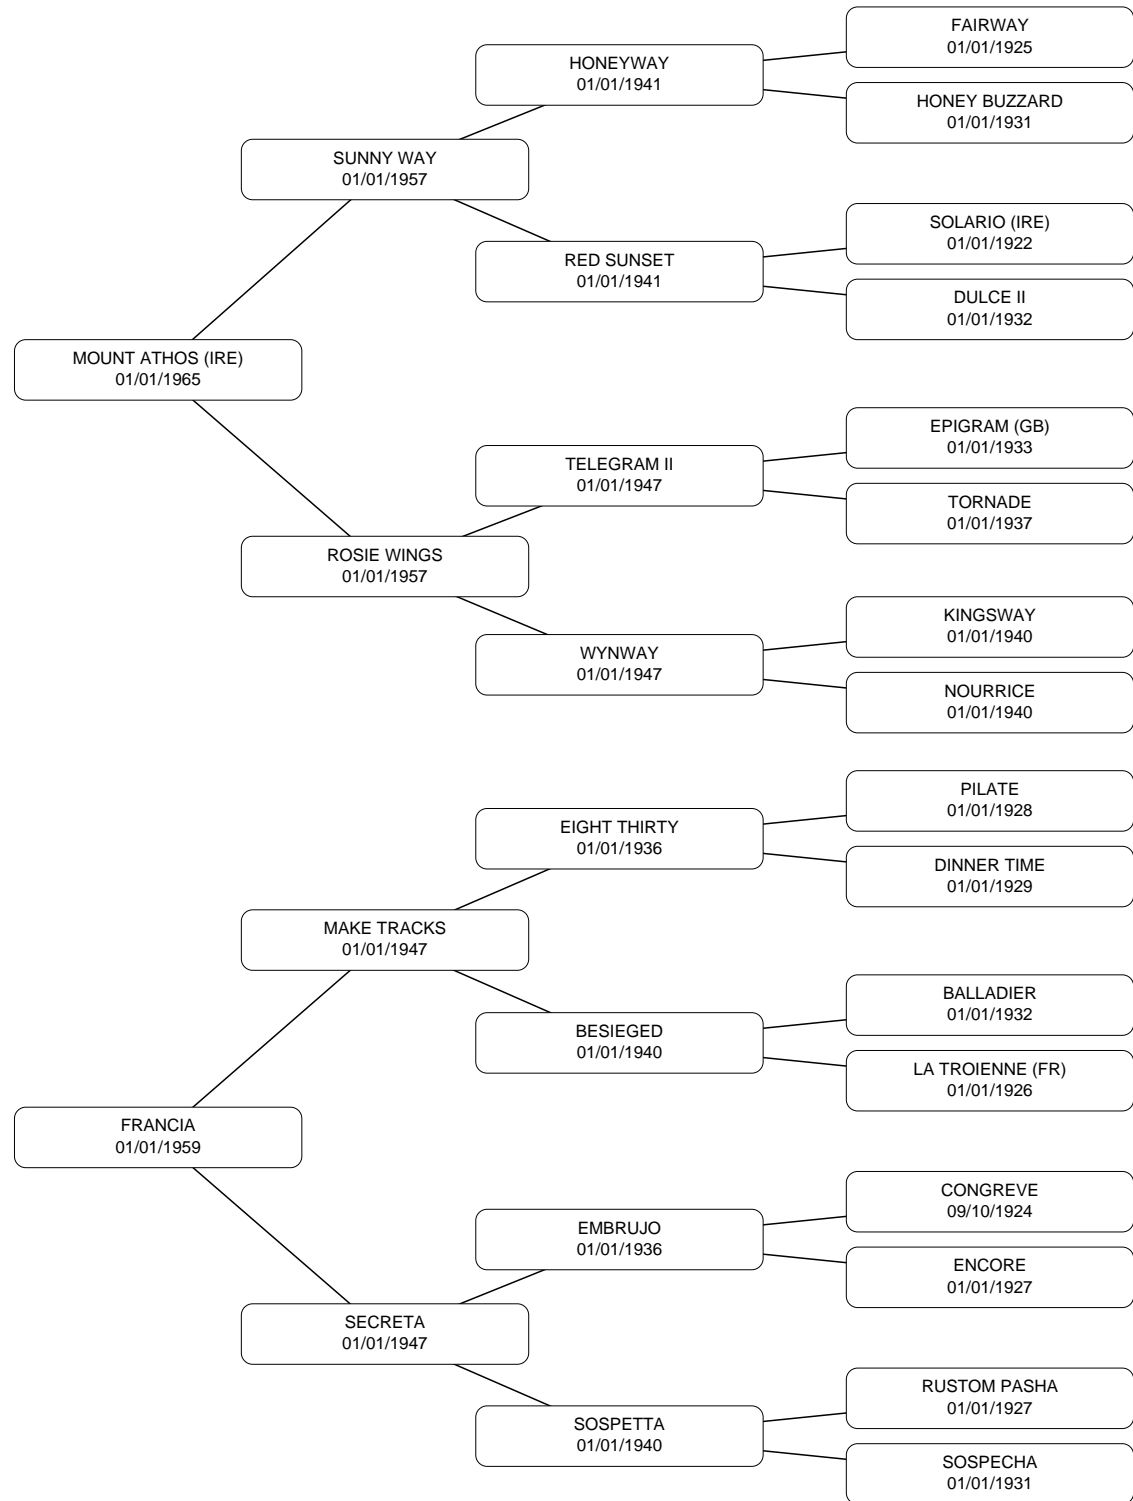 FAIRWAY
01/01/1925
HONEYWAY
01/01/1941
HONEY BUZZARD
01/01/1931
SUNNY WAY
01/01/1957
SOLARIO (IRE)
01/01/1922
RED SUNSET
01/01/1941
DULCE II
01/01/1932
MOUNT ATHOS (IRE)
01/01/1965
EPIGRAM (GB)
01/01/1933
TELEGRAM II
01/01/1947
TORNADE
01/01/1937
ROSIE WINGS
01/01/1957
KINGSWAY
01/01/1940
WYNWAY
01/01/1947
NOURRICE
01/01/1940
PILATE
01/01/1928
EIGHT THIRTY
01/01/1936
DINNER TIME
01/01/1929
MAKE TRACKS
01/01/1947
BALLADIER
01/01/1932
BESIEGED
01/01/1940
LA TROIENNE (FR)
01/01/1926
FRANCIA
01/01/1959
CONGREVE
09/10/1924
EMBRUJO
01/01/1936
ENCORE
01/01/1927
SECRETA
01/01/1947
RUSTOM PASHA
01/01/1927
SOSPETTA
01/01/1940
SOSPECHA
01/01/1931